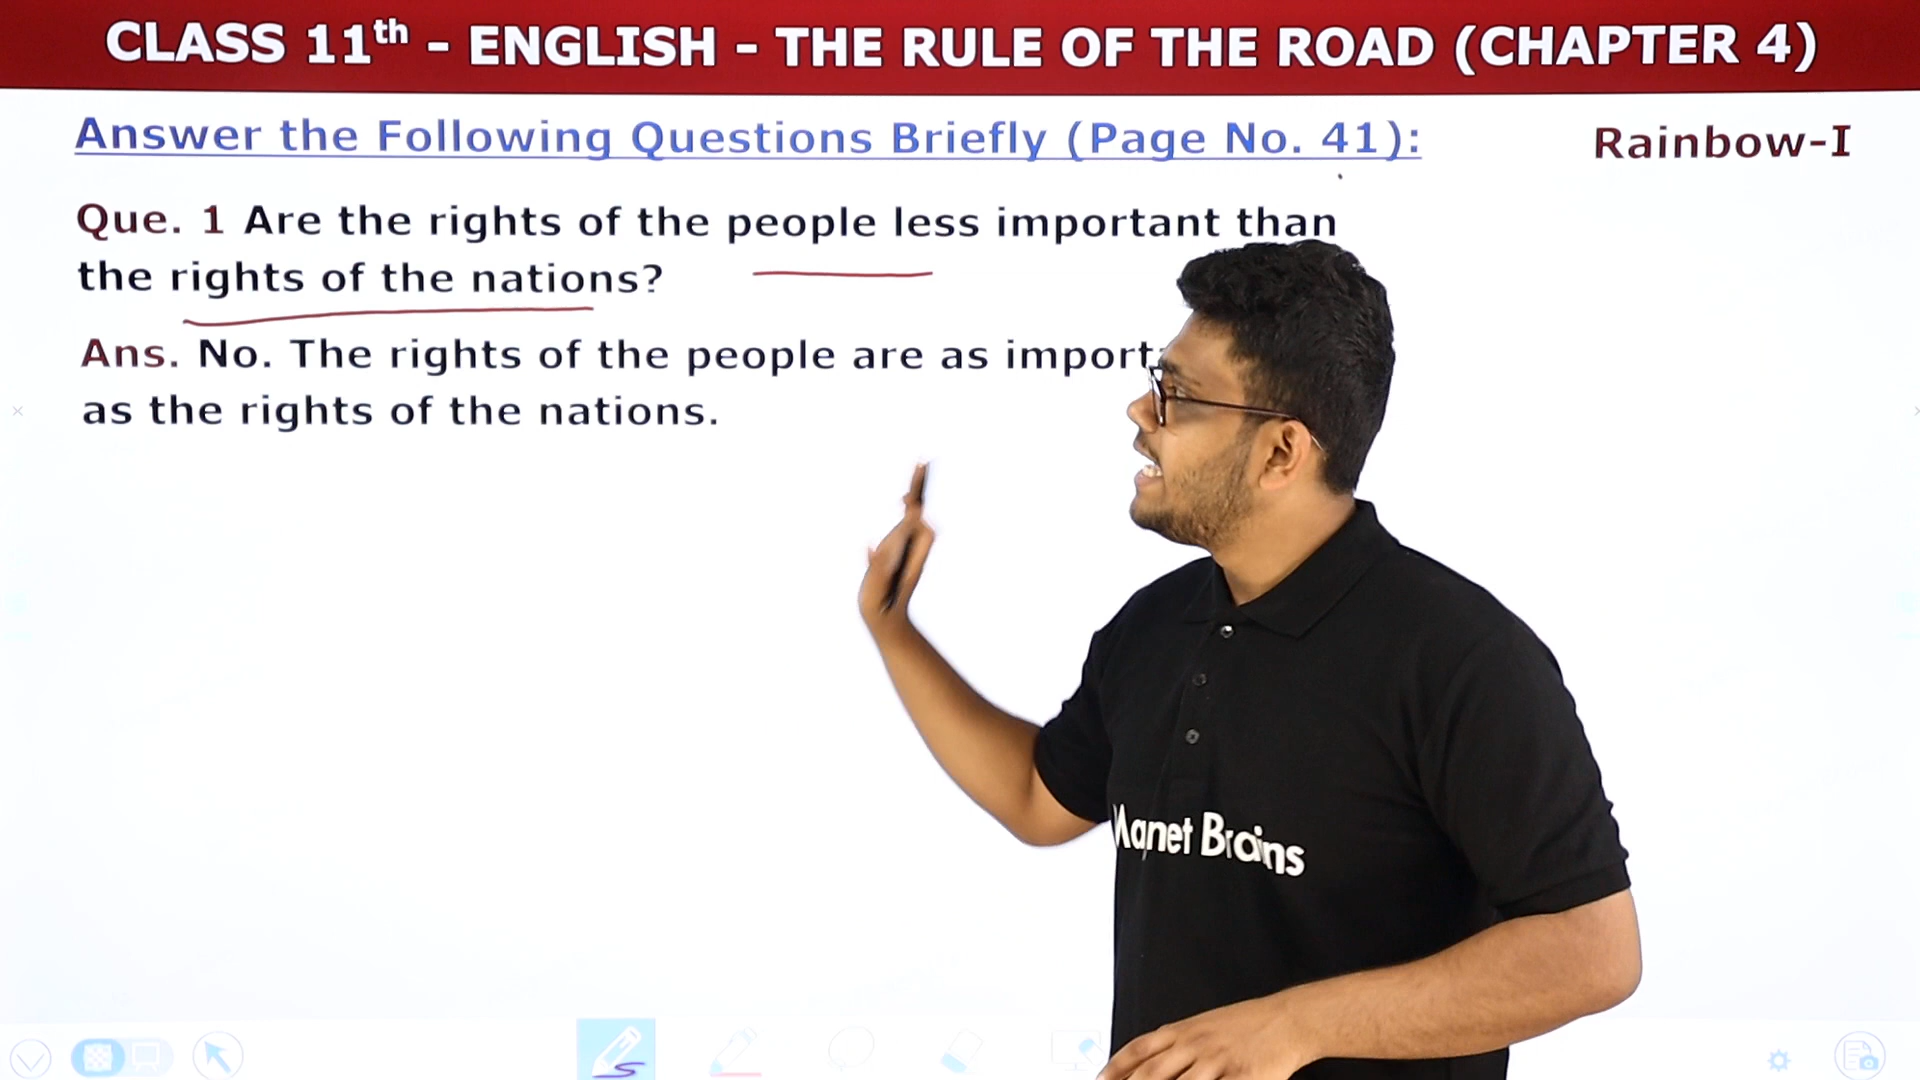 CLASS 11th - ENGLISH - THE RULE OF THE ROAD (CHAPTER 4)
Answer the Following Questions Briefly (Page No. 41):
Rainbow-I
Que. 1 Are the rights of the people less important than
the rights of the nations?
Ans. No. The rights of the people are as
as the rights of the nations.
Brains